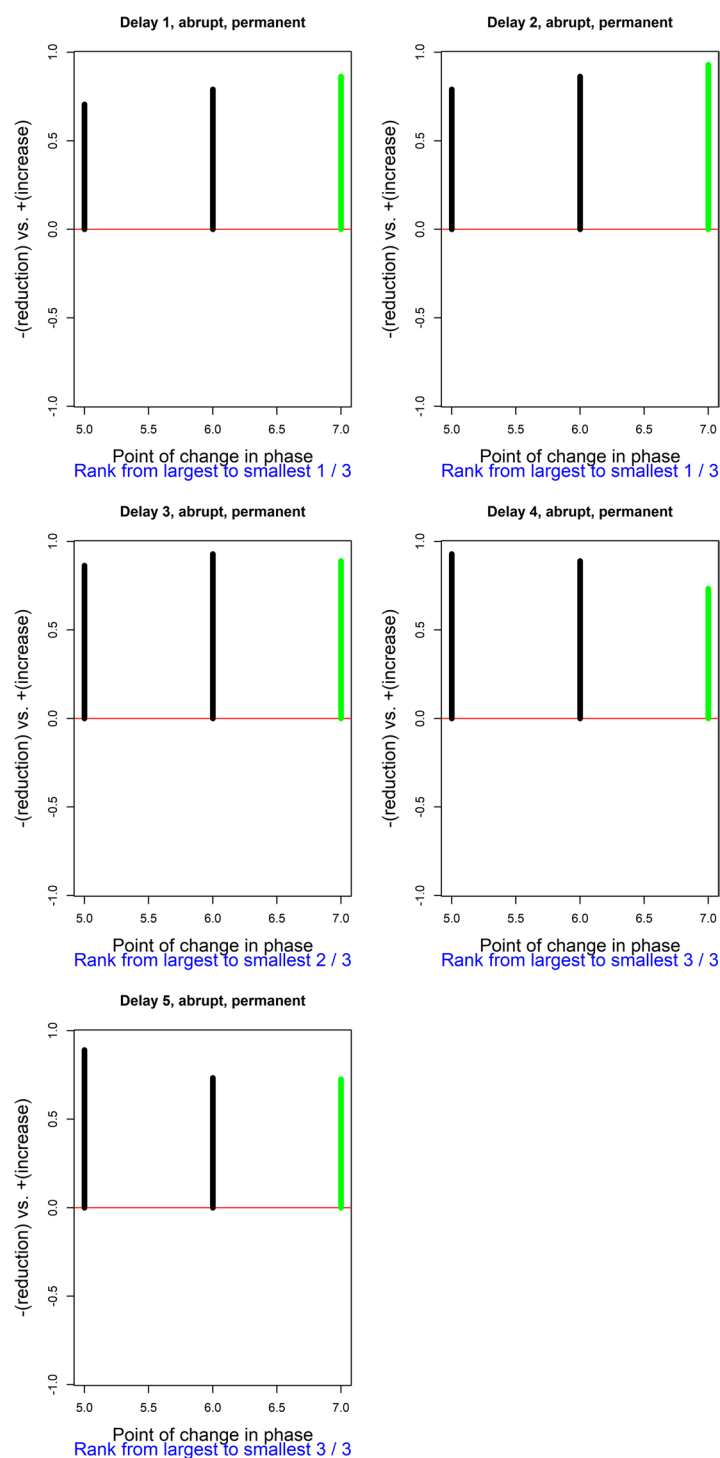 Delay 1, abrupt, permanent
-(reduction) vs. +(increase)
1.0
0.5
0.0
-0.5
-1.0
5.0 5.5 6.0 6.5 7.0
Point of change in phase
Rank from largest to smallest 1 / 3
Delay 2, abrupt, permanent
-(reduction) vs. +(increase)
1.0
0.5
0.0
-0.5
-1.0
5.0 5.5 6.0 6.5 7.0
Point of change in phase
Rank from largest to smallest 1 / 3
Delay 3, abrupt, permanent
-(reduction) vs. +(increase)
1.0
0.5
0.0
-0.5
-1.0
5.0 5.5 6.0 6.5 7.0
Point of change in phase
Rank from largest to smallest 2 / 3
Delay 4, abrupt, permanent
-(reduction) vs. +(increase)
1.0
0.5
0.0
-0.5
-1.0
5.0 5.5 6.0 6.5 7.0
Point of change in phase
Rank from largest to smallest 3 / 3
Delay 5, abrupt, permanent
-(reduction) vs. +(increase)
1.0
0.5
0.0
-0.5
-1.0
5.0 5.5 6.0 6.5 7.0
Point of change in phase
Rank from largest to smallest 3 / 3